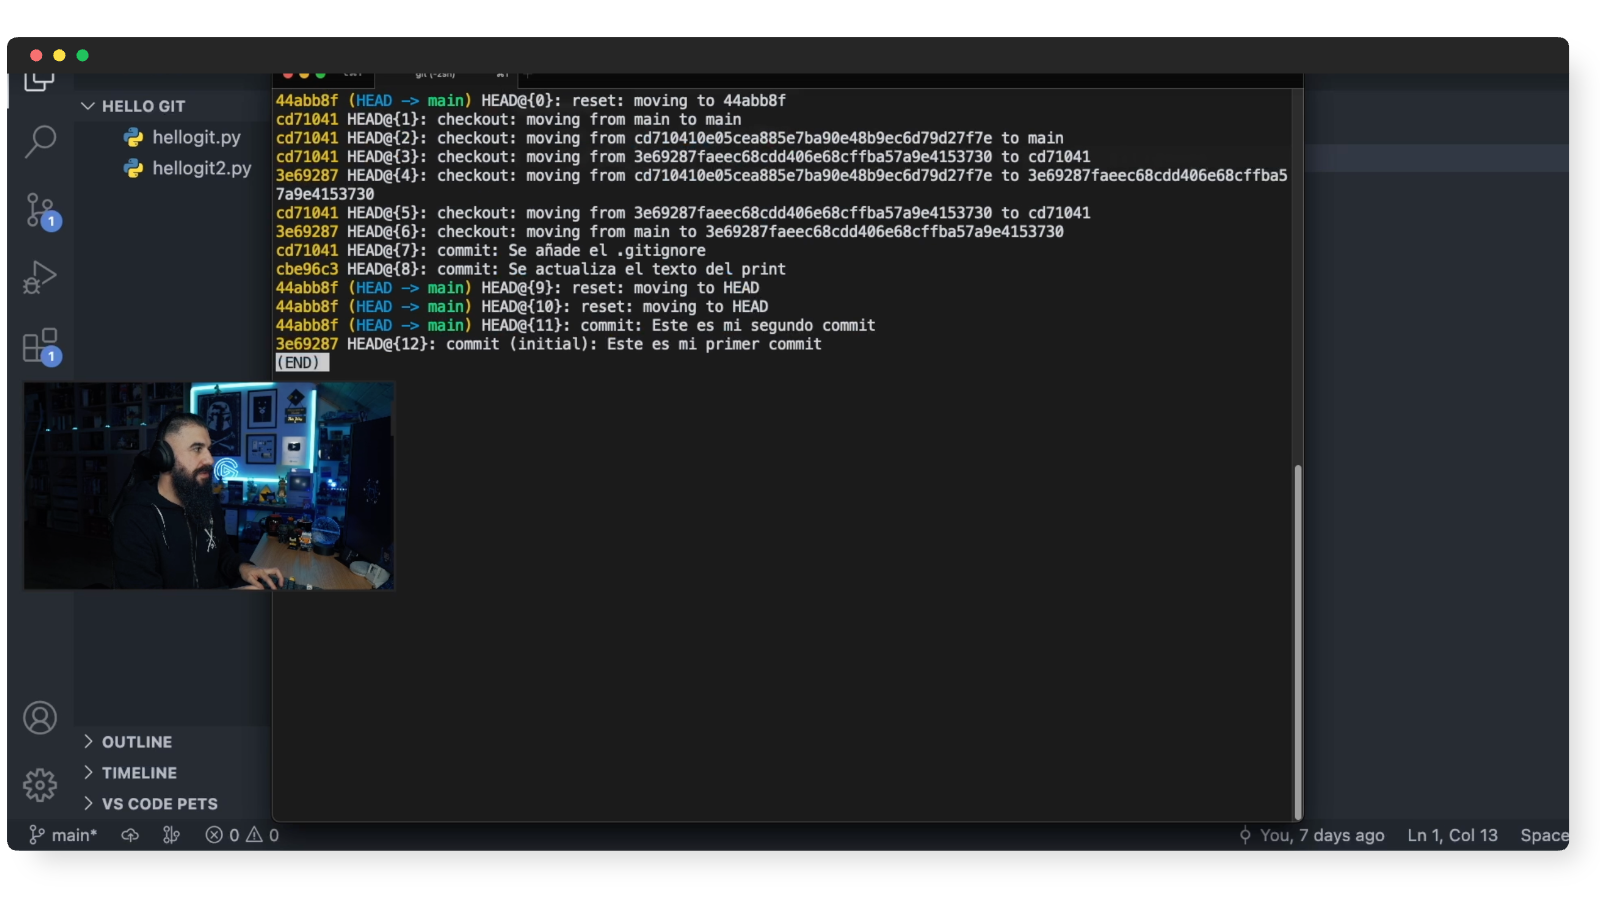 HELLO GIT
hellogit.py
hellogit2.py
1
1
44abb8f (HEAD -> main) HEAD@{0}: reset: moving to 44abb8f
cd71041 HEAD@{1}: checkout: moving from main to main
cd71041 HEAD@{2}: checkout: moving from cd710410e05cea885e7ba90e48b9ec6d79d27f7e to main
cd71041 HEAD@{3}: checkout: moving from 3e69287faeec68cdd406e68cffba57a9e4153730 to cd71041
3e69287 HEAD@{4}: checkout: moving from cd710410e05cea885e7ba90e48b9ec6d79d27f7e to 3e69287faeec68cdd406e68cffba5
7a9e4153730
cd71041 HEAD@{5}: checkout: moving from 3e69287faeec68cdd406e68cffba57a9e4153730 to cd71041
3e69287 HEAD@{6}: checkout: moving from main to 3e69287faeec68cdd406e68cffba57a9e4153730
cd71041 HEAD@{7}: commit: Se añade el .gitignore
cbe96c3 HEAD@{8}: commit: Se actualiza el texto del print
44abb8f (HEAD -> main) HEAD@{9}: reset: moving to HEAD
44abb8f (HEAD -> main) HEAD@{10}: reset: moving to HEAD
44abb8f (HEAD -> main) HEAD@{11}: commit: Este es mi segundo commit
3e69287 HEAD@{12}: commit (initial): Este es mi primer commit
(END)
OUTLINE
TIMELINE
VS CODE PETS
main* 0 0 You, 7 days ago Ln 1, Col 13 Space